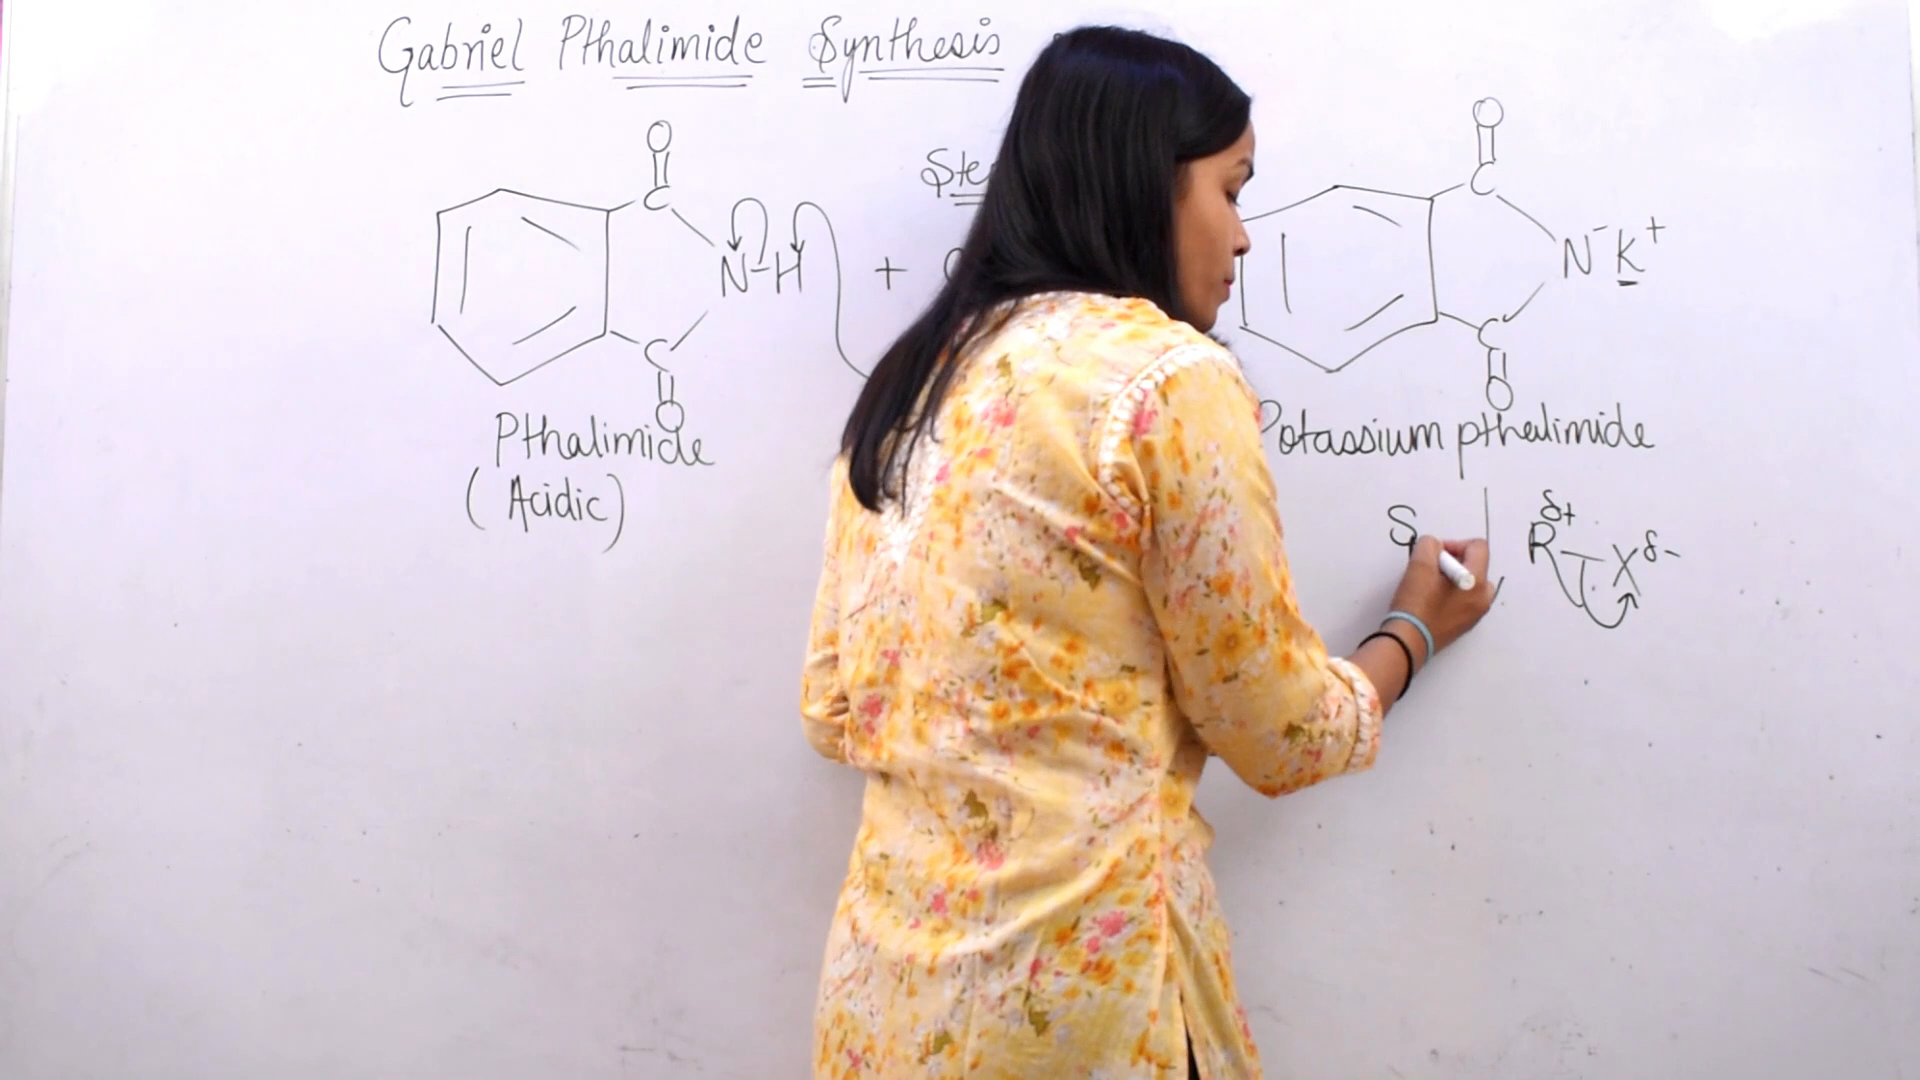 Gabriel Pthalimide Synthesis
O
C
N-H +
C
O
Pthalimide
(Acidic)
O
C
N⁻ K⁺
C
O
Potassium pthalimide
S
δ+ δ-
R-X